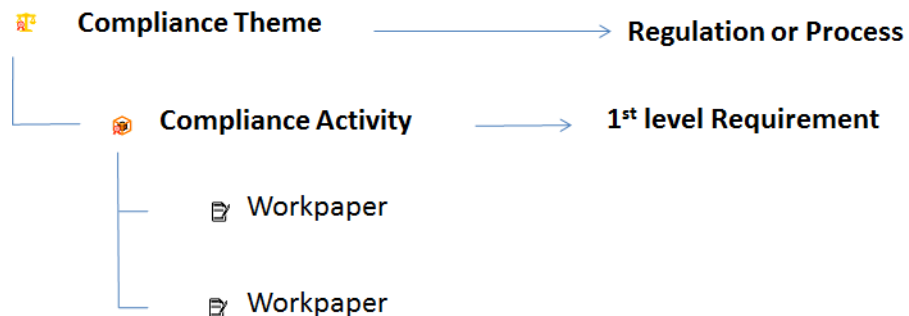 Compliance Theme
Regulation or Process
Compliance Activity
1st level Requirement
Workpaper
Workpaper